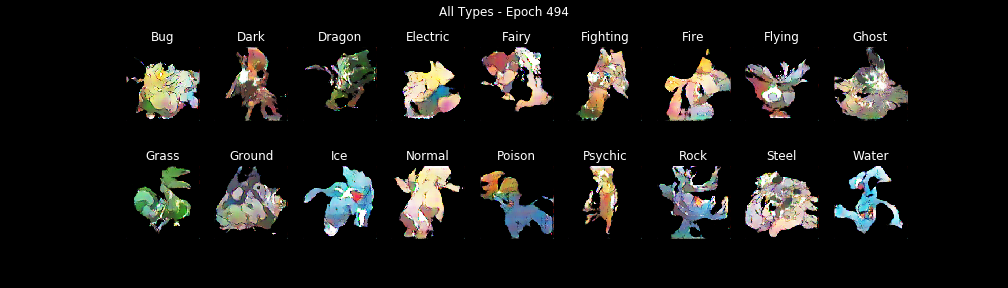 All Types - Epoch 494
Bug Dark Dragon Electric Fairy Fighting Fire Flying Ghost
Grass Ground Ice Normal Poison Psychic Rock Steel Water